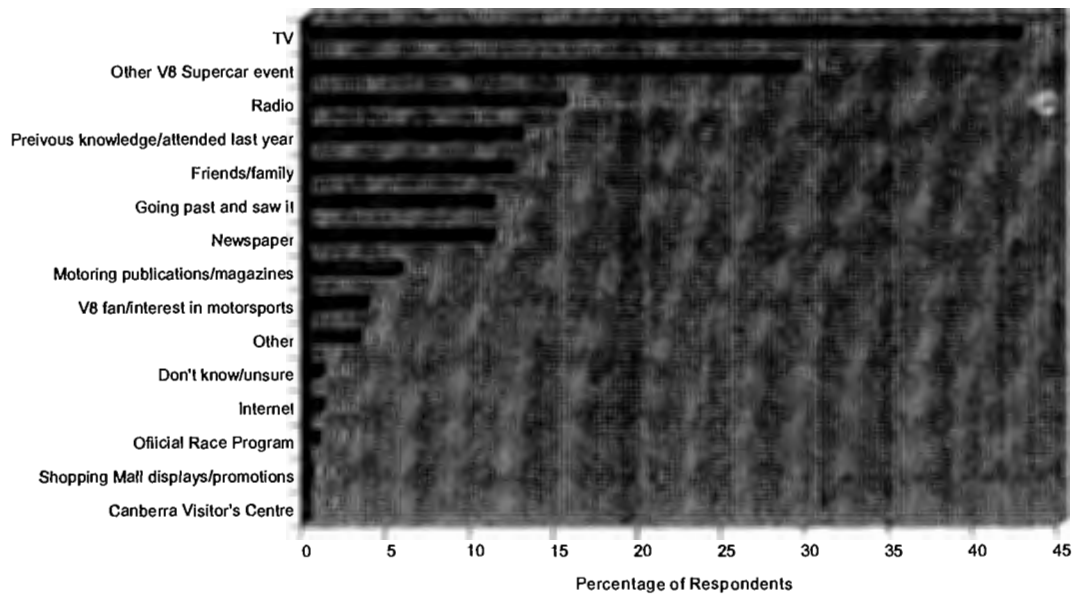 TV
Other V8 Supercar event
Radio
Preivous knowledge/attended last year
Friends/family
Going past and saw it
Newspaper
Motoring publications/magazines
V8 fan/interest in motorsports
Other
Don't know/unsure
Internet
Official Race Program
Shopping Mall displays/promotions
Canberra Visitor's Centre
0 5 10 15 20 25 30 35 40 45
Percentage of Respondents